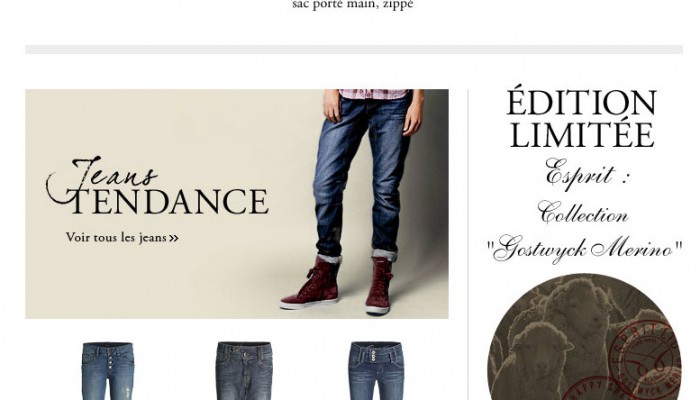 sac porté main, zippé
Jeans
TENDANCE
Voir tous les jeans »
ÉDITION
LIMITÉE
Esprit :
Collection
"Gostwyck Merino"